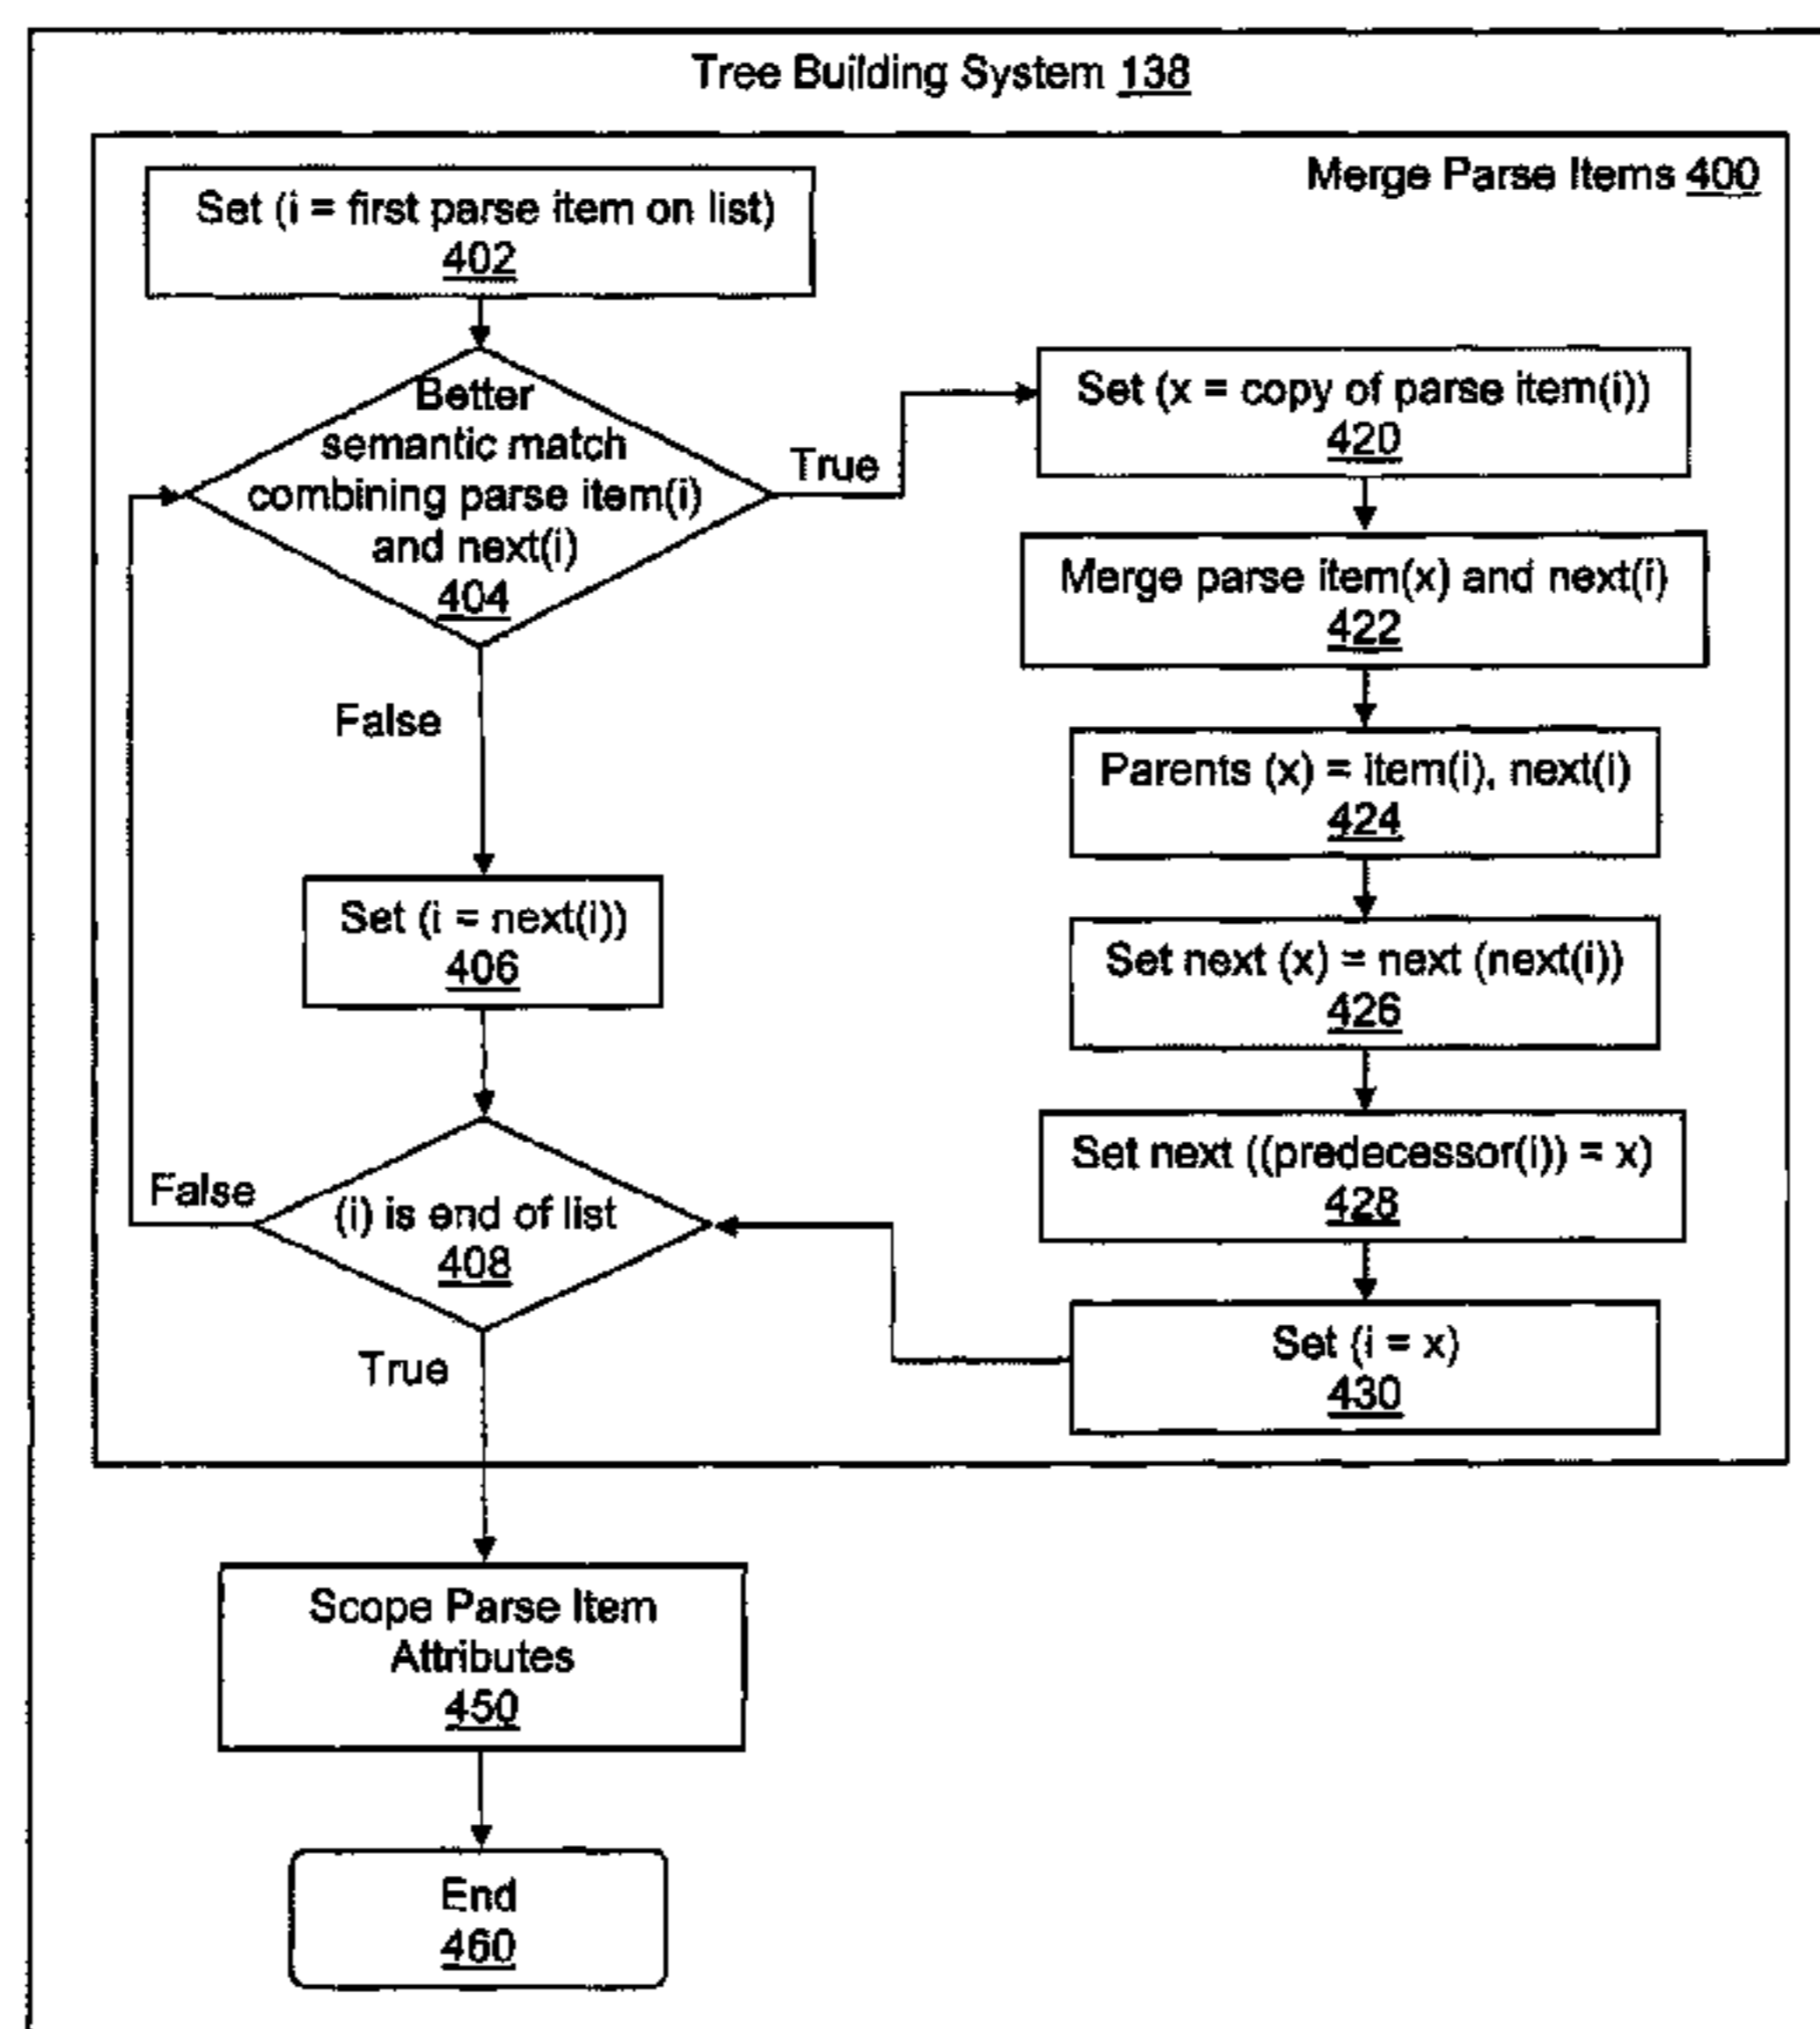 Tree Building System 138
Merge Parse Items 400
Set (i = first parse item on list)
402
Better
semantic match
combining parse item(i)
and next(i)
404
True
False
Set (i = next(i))
406
(i) is end of list
408
False
True
Set (x = copy of parse item(i))
420
Merge parse item(x) and next(i)
422
Parents (x) = item(i), next(i)
424
Set next (x) = next (next(i))
426
Set next ((predecessor(i)) = x)
428
Set (i = x)
430
Scope Parse Item
Attributes
450
End
460